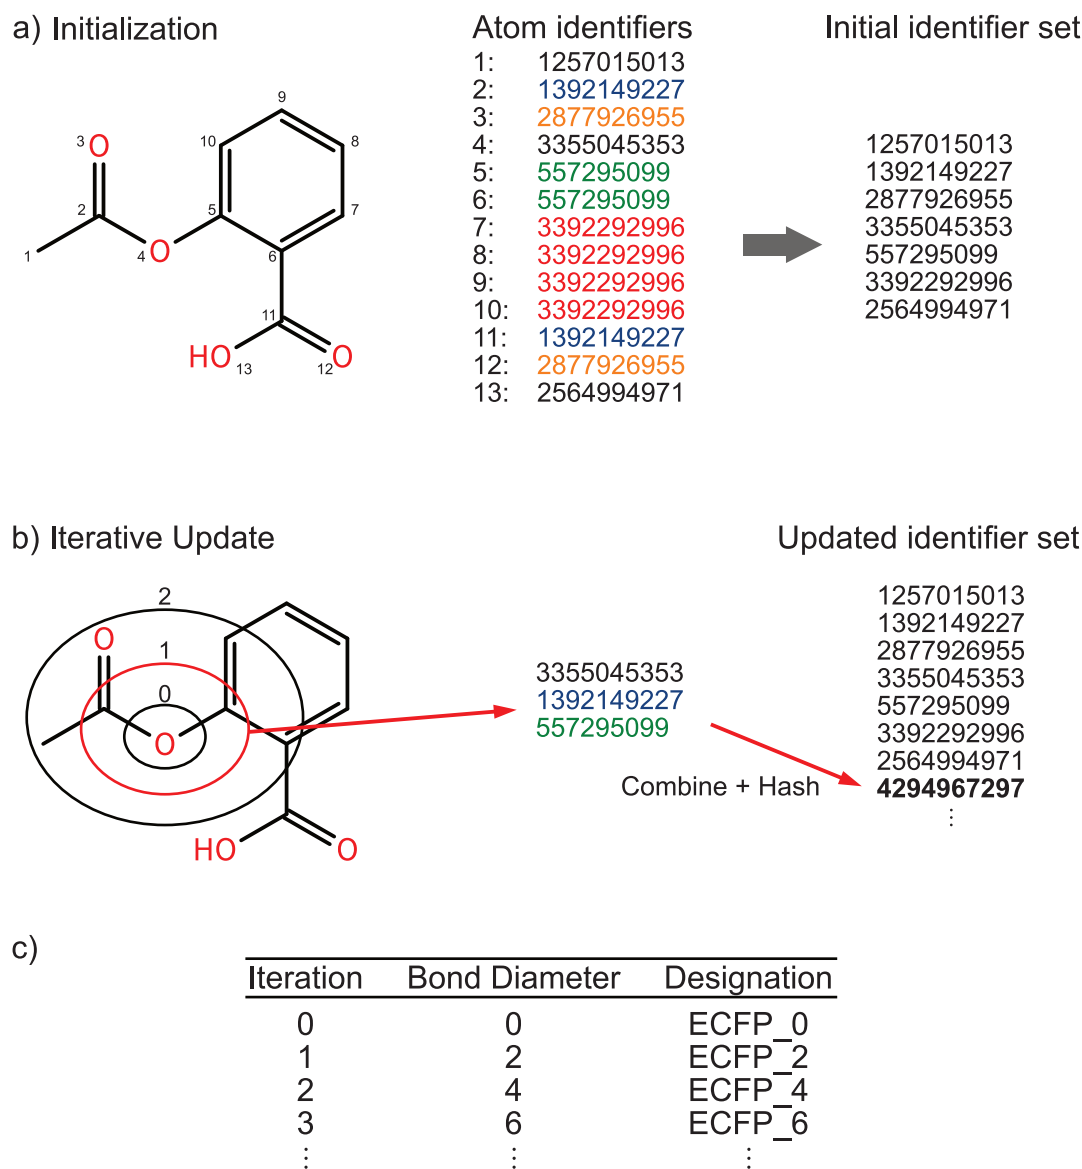 a) Initialization
Atom identifiers
Initial identifier set
9
10
8
3
O
2
5
7
1
4
O
6
11
HO
13
12
O
1: 1257015013
2: 1392149227
3: 2877926955
4: 3355045353
5: 557295099
6: 557295099
7: 3392292996
8: 3392292996
9: 3392292996
10: 3392292996
11: 1392149227
12: 2877926955
13: 2564994971
1257015013
1392149227
2877926955
3355045353
557295099
3392292996
2564994971
b) Iterative Update
Updated identifier set
2
O
1
0
O
HO
O
3355045353
1392149227
557295099
Combine + Hash
1257015013
1392149227
2877926955
3355045353
557295099
3392292996
2564994971
4294967297
⋮
c)
Iteration Bond Diameter Designation
0 0 ECFP_0
1 2 ECFP_2
2 4 ECFP_4
3 6 ECFP_6
⋮ ⋮ ⋮